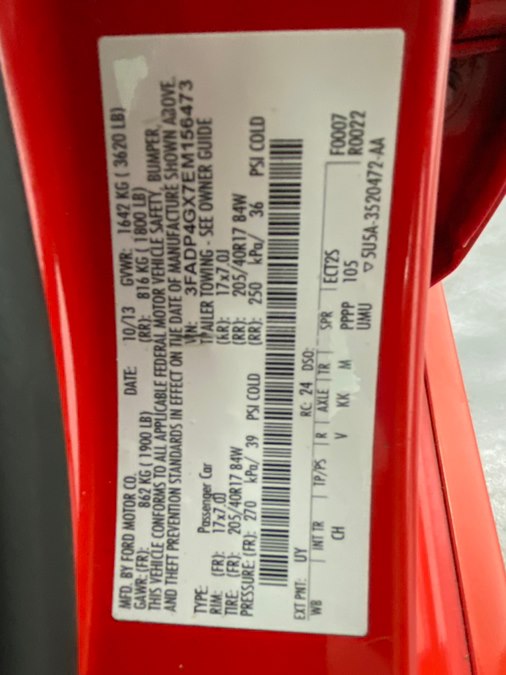 MFD. BY FORD MOTOR CO.
DATE: 10/13 GVWR: 1642 KG ( 3620 LB)
GAWR:(FR): 862 KG ( 1900 LB) (RR): 816 KG ( 1800 LB)
THIS VEHICLE CONFORMS TO ALL APPLICABLE FEDERAL MOTOR VEHICLE SAFETY, BUMPER,
AND THEFT PREVENTION STANDARDS IN EFFECT ON THE DATE OF MANUFACTURE SHOWN ABOVE.
VIN: 3FADP4GX7EM156473
TYPE: Passenger Car TRAILER TOWING - SEE OWNER GUIDE
RIM: (FR): 17x7.0J (RR): 17x7.0J
TIRE: (FR): 205/40R17 84W (RR): 205/40R17 84W
PRESSURE: (FR): 270 kPa/ 39 PSI COLD (RR): 250 kPa/ 36 PSI COLD
EXT PNT: UY RC: 24 DSO: F0007
WB INT TR TP/PS R AXLE TR SPR ECT2S R0022
CH V KK M PPPP 105
UMU ▽5U5A-3520472-AA